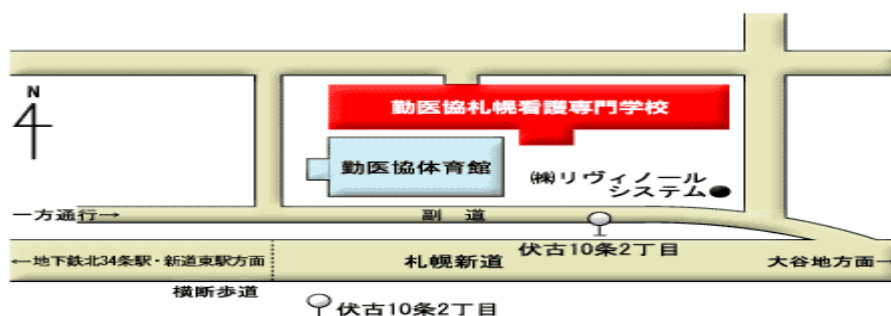 N
勤医協札幌看護専門学校
勤医協体育館
㈱リヴィノール
システム●
一方通行→
副 道
伏古10条2丁目
←地下鉄北34条駅・新道東駅方面
札幌新道
大谷地方面→
横断歩道
伏古10条2丁目